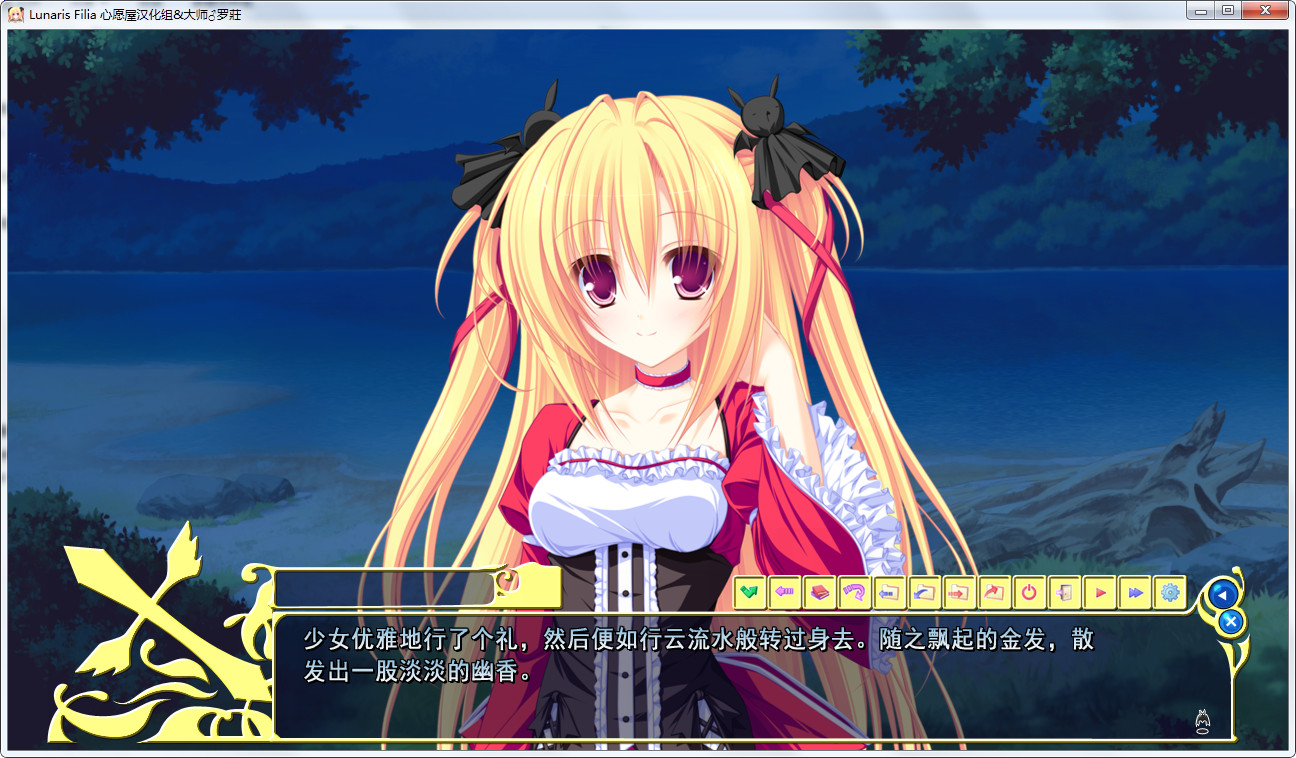 Lunaris Filia 心愿屋汉化组&大师♂罗莊
少女优雅地行了个礼，然后便如行云流水般转过身去。随之飘起的金发，散
发出一股淡淡的幽香。